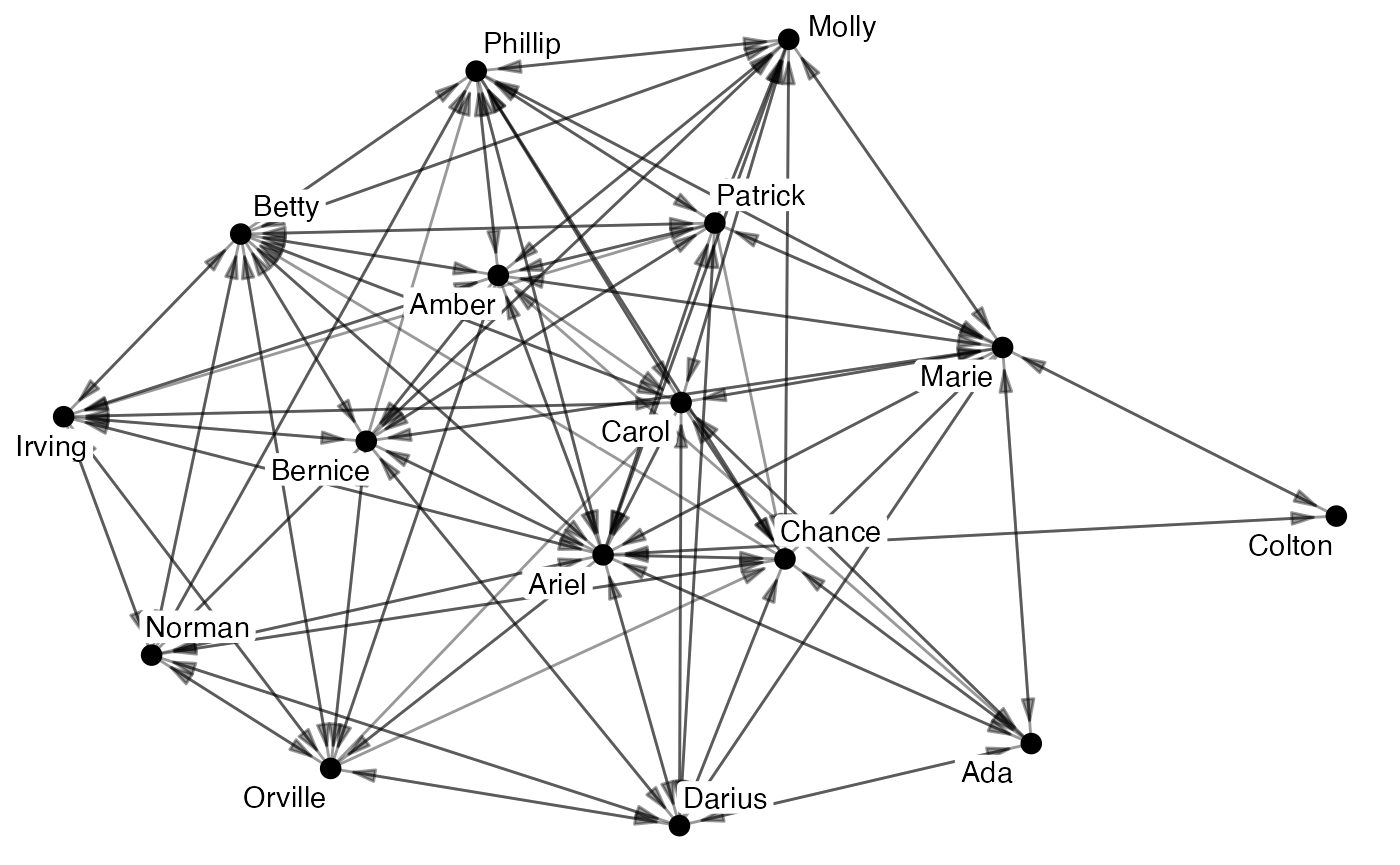 Molly
Phillip
Patrick
Betty
Amber
Marie
Carol
Irving
Bernice
Chance
Colton
Ariel
Norman
Ada
Orville
Darius